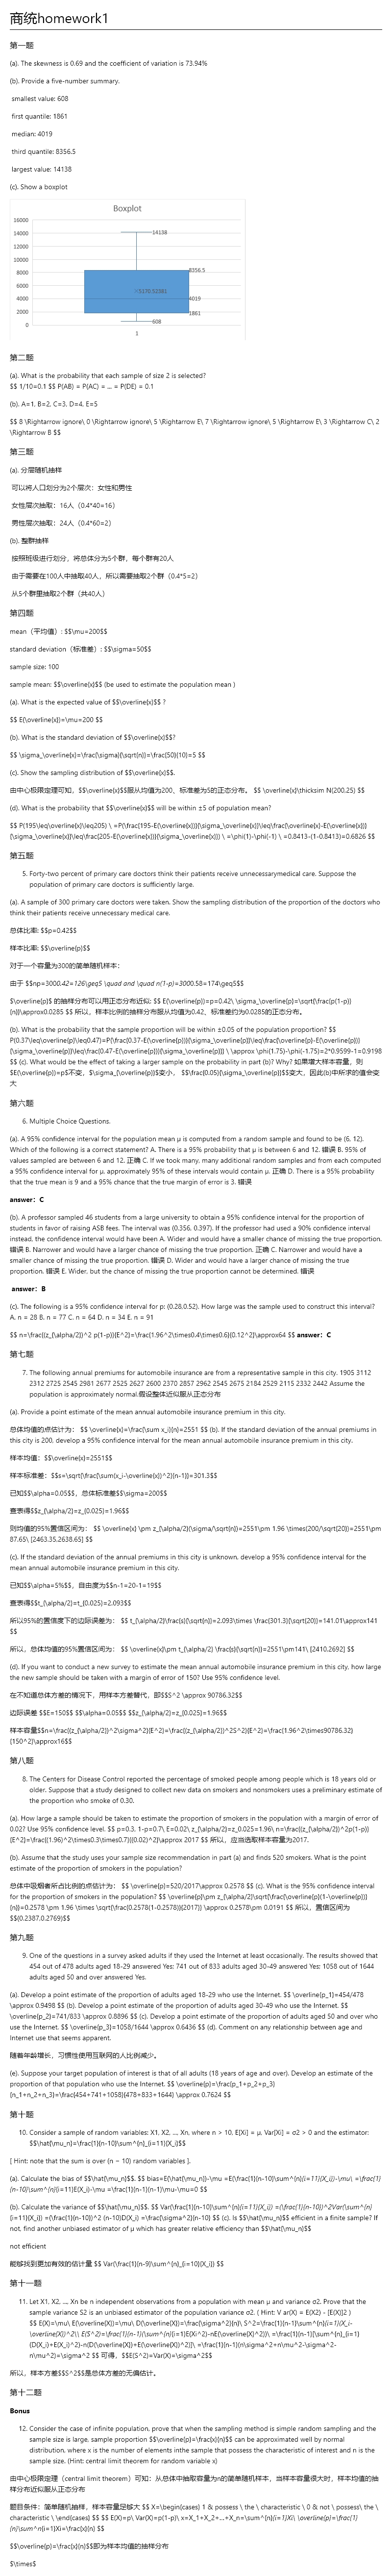 商统homework1
第一题
(a). The skewness is 0.69 and the coefficient of variation is 73.94%
(b). Provide a five-number summary.
smallest value: 608
first quantile: 1861
median: 4019
third quantile: 8356.5
largest value: 14138
(c). Show a boxplot
Boxplot
16000
14000
12000
10000
8000
6000
4000
2000
0
14138
8356.5
4019
1861
608
1
第二题
(a). What is the probability that each sample of size 2 is selected?
$$ 1/10=0.1 $$ P(AB) = P(AC) = ... = P(DE) = 0.1
(b). A=1, B=2, C=3, D=4, E=5
$$ 8 \Rightarrow ignore\ 0 \Rightarrow ignore\ 5 \Rightarrow E\ 7 \Rightarrow ignore\ 5 \Rightarrow E\ 3 \Rightarrow C\ 2
\Rightarrow B $$
第三题
(a). 分层随机抽样
可以将人口划分为2个层次：女性和男性
女性层次抽取：16人（0.4*40=16）
男性层次抽取：24人（0.4*60=2）
(b). 整群抽样
按照班级进行划分，将总体分为5个群，每个群有20人
由于需要在100人中抽取40人，所以需要抽取2个群（0.4*5=2）
从5个群里抽取2个群（共40人）
第四题
mean（平均值）: $$\mu=200$$
standard deviation（标准差）: $$\sigma=50$$
sample size: 100
sample mean: $$\overline{x}$$ (be used to estimate the population mean )
(a). What is the expected value of $$\overline{x}$$ ?
$$ E(\overline{x})=\mu=200 $$
(b). What is the standard deviation of $$\overline{x}$$?
$$ \sigma_\overline{x}=\frac{\sigma}{\sqrt{n}}=\frac{50}{10}=5 $$
(c). Show the sampling distribution of $$\overline{x}$$.
由中心极限定理可知，$$\overline{x}$$服从均值为200，标准差为5的正态分布。 $$ \overline{x}\thicksim N(200,25) $$
(d). What is the probability that $$\overline{x}$$ will be within ±5 of population mean?
$$ P(195\leq\overline{x}\leq205) \ =P(\frac{195-E(\overline{x})}{\sigma_\overline{x}}\leq\frac{\overline{x}-E(\overline{x})}
{\sigma_\overline{x}}\leq\frac{205-E(\overline{x})}{\sigma_\overline{x}}) \ =\phi(1)-\phi(-1) \ =0.8413-(1-0.8413)=0.6826 $$
第五题
5. Forty-two percent of primary care doctors think their patients receive unnecessarymedical care. Suppose the
population of primary care doctors is sufficiently large.
(a). A sample of 300 primary care doctors were taken. Show the sampling distribution of the proportion of the doctors who
think their patients receive unnecessary medical care.
总体比率: $$p=0.42$$
样本比率: $$\overline{p}$$
对于一个容量为300的简单随机样本：
由于 $$np=3000.42=126\geq5 \quad and \quad n(1-p)=3000.58=174\geq5$$
$\overline{p}$ 的抽样分布可以用正态分布近似: $$ E(\overline{p})=p=0.42\ \sigma_\overline{p}=\sqrt{\frac{p(1-p)}
{n}}\approx0.0285 $$ 所以，样本比例的抽样分布服从均值为0.42，标准差约为0.0285的正态分布。
(b). What is the probability that the sample proportion will be within ±0.05 of the population proportion? $$
P(0.37\leq\overline{p}\leq0.47)=P(\frac{0.37-E(\overline{p})}{\sigma_\overline{p}}\leq\frac{\overline{p}-E(\overline{p})}
{\sigma_\overline{p}}\leq\frac{0.47-E(\overline{p})}{\sigma_\overline{p}}) \ \approx \phi(1.75)-\phi(-1.75)=2*0.9599-1=0.9198
$$ (c). What would be the effect of taking a larger sample on the probability in part (b)? Why? 如果增大样本容量，则
$E(\overline{p})=p$不变，$\sigma_{\overline{p}}$变小， $$\frac{0.05}{\sigma_\overline{p}}$$变大，因此(b)中所求的值会变
大
第六题
6. Multiple Choice Questions.
(a). A 95% confidence interval for the population mean μ is computed from a random sample and found to be (6, 12).
Which of the following is a correct statement? A. There is a 95% probability that μ is between 6 and 12. 错误 B. 95% of
values sampled are between 6 and 12. 正确 C. If we took many, many additional random samples and from each computed
a 95% confidence interval for μ, approximately 95% of these intervals would contain μ. 正确 D. There is a 95% probability
that the true mean is 9 and a 95% chance that the true margin of error is 3. 错误
answer：C
(b). A professor sampled 46 students from a large university to obtain a 95% confidence interval for the proportion of
students in favor of raising ASB fees. The interval was (0.356, 0.397). If the professor had used a 90% confidence interval
instead, the confidence interval would have been A. Wider and would have a smaller chance of missing the true proportion.
错误 B. Narrower and would have a larger chance of missing the true proportion. 正确 C. Narrower and would have a
smaller chance of missing the true proportion. 错误 D. Wider and would have a larger chance of missing the true
proportion. 错误 E. Wider, but the chance of missing the true proportion cannot be determined. 错误
answer：B
(c). The following is a 95% confidence interval for p: (0.28,0.52). How large was the sample used to construct this interval?
A. n = 28 B. n = 77 C. n = 64 D. n = 34 E. n = 91
$$ n=\frac{(z_{\alpha/2})^2 p(1-p)}{E^2}=\frac{1.96^2\times0.4\times0.6}{0.12^2}\approx64 $$ answer：C
第七题
7. The following annual premiums for automobile insurance are from a representative sample in this city. 1905 3112
2312 2725 2545 2981 2677 2525 2627 2600 2370 2857 2962 2545 2675 2184 2529 2115 2332 2442 Assume the
population is approximately normal.假设整体近似服从正态分布
(a). Provide a point estimate of the mean annual automobile insurance premium in this city.
总体均值的点估计为： $$ \overline{x}=\frac{\sum x_i}{n}=2551 $$ (b). If the standard deviation of the annual premiums in
this city is 200, develop a 95% confidence interval for the mean annual automobile insurance premium in this city.
样本均值：$$\overline{x}=2551$$
样本标准差：$$s=\sqrt{\frac{\sum(x_i-\overline{x})^2}{n-1}}=301.3$$
已知$$\alpha=0.05$$，总体标准差$$\sigma=200$$
查表得$$z_{\alpha/2}=z_{0.025}=1.96$$
则均值的95%置信区间为： $$ \overline{x} \pm z_{\alpha/2}(\sigma/\sqrt{n})=2551\pm 1.96 \times(200/\sqrt{20})=2551\pm
87.65\ [2463.35,2638.65] $$
(c). If the standard deviation of the annual premiums in this city is unknown, develop a 95% confidence interval for the
mean annual automobile insurance premium in this city.
已知$$\alpha=5%$$，自由度为$$n-1=20-1=19$$
查表得$$t_{\alpha/2}=t_{0.025}=2.093$$
所以95%的置信度下的边际误差为： $$ t_{\alpha/2}\frac{s}{\sqrt{n}}=2.093\times \frac{301.3}{\sqrt{20}}=141.01\approx141
$$
所以，总体均值的95%置信区间为： $$ \overline{x}\pm t_{\alpha/2} \frac{s}{\sqrt{n}}=2551\pm141\ [2410,2692] $$
(d). If you want to conduct a new survey to estimate the mean annual automobile insurance premium in this city, how large
the new sample should be taken with a margin of error of 150? Use 95% confidence level.
在不知道总体方差的情况下，用样本方差替代，即$$S^2 \approx 90786.32$$
边际误差 $$E=150$$ $$\alpha=0.05$$ $$z_{\alpha/2}=z_{0.025}=1.96$$
样本容量$$n=\frac{(z_{\alpha/2})^2\sigma^2}{E^2}=\frac{(z_{\alpha/2})^2S^2}{E^2}=\frac{1.96^2\times90786.32}
{150^2}\approx16$$
第八题
8. The Centers for Disease Control reported the percentage of smoked people among people which is 18 years old or
older. Suppose that a study designed to collect new data on smokers and nonsmokers uses a preliminary estimate of
the proportion who smoke of 0.3.
(a). How large a sample should be taken to estimate the proportion of smokers in the population with a margin of error of
0.02? Use 95% confidence level. $$ p=0.3, 1-p=0.7\ E=0.02\ z_{\alpha/2}=z_0.025=1.96\ n=\frac{(z_{\alpha/2})^2p(1-p)}
{E^2}=\frac{(1.96)^2\times0.3\times0.7}{(0.02)^2}\approx 2017 $$ 所以，应当选取样本容量为2017.
(b). Assume that the study uses your sample size recommendation in part (a) and finds 520 smokers. What is the point
estimate of the proportion of smokers in the population?
总体中吸烟者所占比例的点估计为： $$ \overline{p}=520/2017\approx 0.2578 $$ (c). What is the 95% confidence interval
for the proportion of smokers in the population? $$ \overline{p}\pm z_{\alpha/2}\sqrt{\frac{\overline{p}(1-\overline{p})}
{n}}=0.2578 \pm 1.96 \times \sqrt{\frac{0.2578(1-0.2578)}{2017}} \approx 0.2578\pm 0.0191 $$ 所以，置信区间为
$$(0.2387,0.2769)$$
第九题
9. One of the questions in a survey asked adults if they used the Internet at least occasionally. The results showed that
454 out of 478 adults aged 18-29 answered Yes; 741 out of 833 adults aged 30-49 answered Yes; 1058 out of 1644
adults aged 50 and over answered Yes.
(a). Develop a point estimate of the proportion of adults aged 18-29 who use the Internet. $$ \overline{p_1}=454/478
\approx 0.9498 $$ (b). Develop a point estimate of the proportion of adults aged 30-49 who use the Internet. $$
\overline{p_2}=741/833 \approx 0.8896 $$ (c). Develop a point estimate of the proportion of adults aged 50 and over who
use the Internet. $$ \overline{p_3}=1058/1644 \approx 0.6436 $$ (d). Comment on any relationship between age and
Internet use that seems apparent.
随着年龄增长，习惯性使用互联网的人比例减少。
(e). Suppose your target population of interest is that of all adults (18 years of age and over). Develop an estimate of the
proportion of that population who use the Internet. $$ \overline{p}=\frac{p_1+p_2+p_3}
{n_1+n_2+n_3}=\frac{454+741+1058}{478+833+1644} \approx 0.7624 $$
第十题
10. Consider a sample of random variables: X1, X2, ..., Xn, where n > 10, E[Xi] = μ, Var[Xi] = σ2 > 0 and the estimator:
$$\hat{\mu_n}=\frac{1}{n-10}\sum^{n}_{i=11}{X_i}$$
[ Hint: note that the sum is over (n − 10) random variables ].
(a). Calculate the bias of $$\hat{\mu_n}$$. $$ bias=E(\hat{\mu_n})-\mu =E(\frac{1}{n-10}\sum^{n}{i=11}{X_i})-\mu\ =\frac{1}
{n-10}\sum^{n}{i=11}E(X_i)-\mu =\frac{1}{n-1}(n-1)\mu-\mu=0 $$
(b). Calculate the variance of $$\hat{\mu_n}$$. $$ Var(\frac{1}{n-10}\sum^{n}{i=11}{X_i}) =(\frac{1}{n-10})^2Var(\sum^{n}
{i=11}{X_i}) =(\frac{1}{n-10})^2 (n-10)D(X_i) =\frac{\sigma^2}{n-10} $$ (c). Is $$\hat{\mu_n}$$ efficient in a finite sample? If
not, find another unbiased estimator of μ which has greater relative efficiency than $$\hat{\mu_n}$$
not efficient
能够找到更加有效的估计量 $$ Var(\frac{1}{n-9}\sum^{n}_{i=10}{X_i}) $$
第十一题
11. Let X1, X2, ..., Xn be n independent observations from a population with mean μ and variance σ2. Prove that the
sample variance S2 is an unbiased estimator of the population variance σ2. ( Hint: V ar(X) = E(X2) - [E(X)]2 )
$$ E(X)=\mu\ E(\overline{X})=\mu\ D(\overline{X})=\frac{\sigma^2}{n}\ S^2=\frac{1}{n-1}\sum^{n}{i=1}(X_i-
\overline{X})^2\\ E(S^2)=\frac{1}{n-1}(\sum^{n}{i=1}E(Xi^2)-nE(\overline{X}^2))\ =\frac{1}{n-1}[\sum^{n}_{i=1}
(D(X_i)+E(X_i)^2)-n(D(\overline{X})+E(\overline{X})^2)]\ =\frac{1}{n-1}(n\sigma^2+n\mu^2-\sigma^2-
n\mu^2)=\sigma^2 $$ 可得，$$E(S^2)=Var(X)=\sigma^2$$
所以，样本方差$$S^2$$是总体方差的无偏估计。
第十二题
Bonus
12. Consider the case of infinite population, prove that when the sampling method is simple random sampling and the
sample size is large, sample proportion $$\overline{p}=\frac{x}{n}$$ can be approximated well by normal
distribution, where x is the number of elements inthe sample that possess the characteristic of interest and n is the
sample size. (Hint: central limit theorem for random variable x)
由中心极限定理（central limit theorem）可知：从总体中抽取容量为n的简单随机样本，当样本容量很大时，样本均值的抽
样分布近似服从正态分布
题目条件：简单随机抽样，样本容量足够大 $$ X=\begin{cases} 1 & possess \ the \ characteristic \ 0 & not \ possess\ the \
characteristic \ \end{cases} $$ $$ E(X)=p\ Var(X)=p(1-p)\ x=X_1+X_2+...+X_n=\sum^{n}{i=1}Xi\ \overline{p}=\frac{1}
{n}\sum^n{i=1}Xi=\frac{x}{n} $$
$$\overline{p}=\frac{x}{n}$$即为样本均值的抽样分布
$\times$